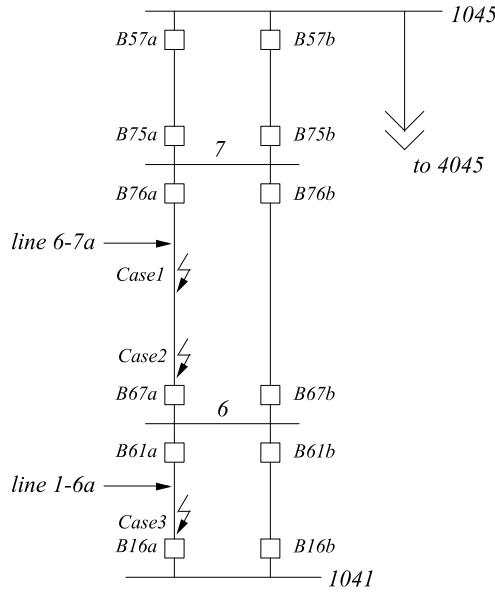 1045
B57a B57b
B75a B75b
7
to 4045
B76a B76b
line 6-7a
Case1
Case2
B67a B67b
6
B61a B61b
line 1-6a
Case3
B16a B16b
1041